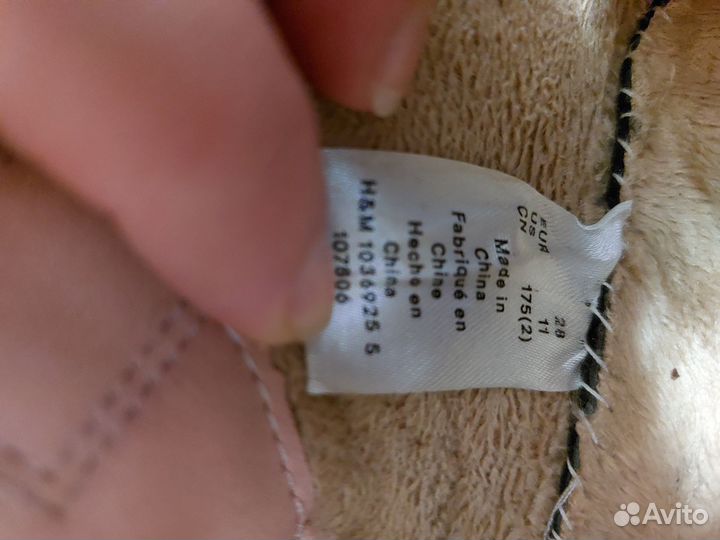 EUR 28
US 11
CN 175(2)
Made in
China
Fabriqué en
Chine
Hecho en
China
H&M 1036925 5
107806
Avito